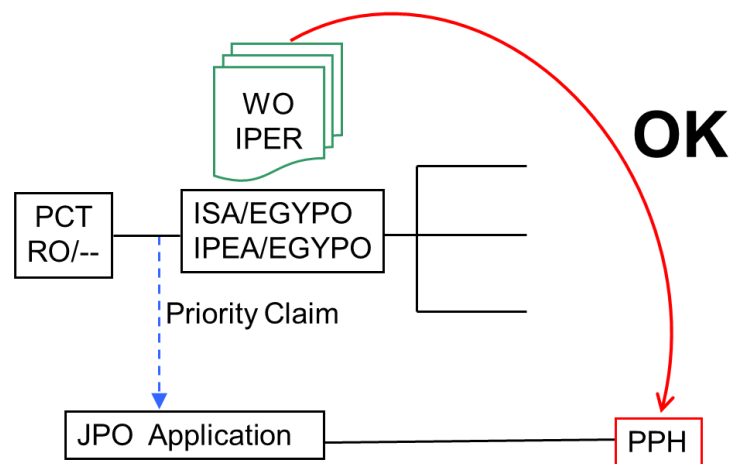 WO
IPER
OK
PCT
RO/--
ISA/EGYPO
IPEA/EGYPO
Priority Claim
JPO  Application
PPH